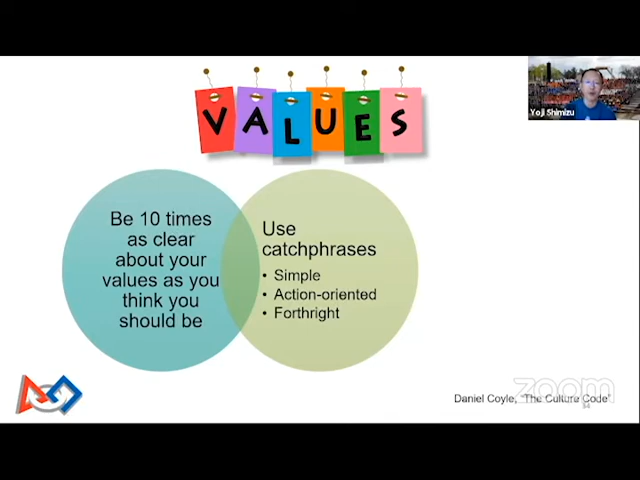 VALUES
Yoji Shimizu
Be 10 times
as clear
about your
values as you
think you
should be
Use
catchphrases
• Simple
• Action-oriented
• Forthright
zoom
Daniel Coyle, "The Culture Code"
34